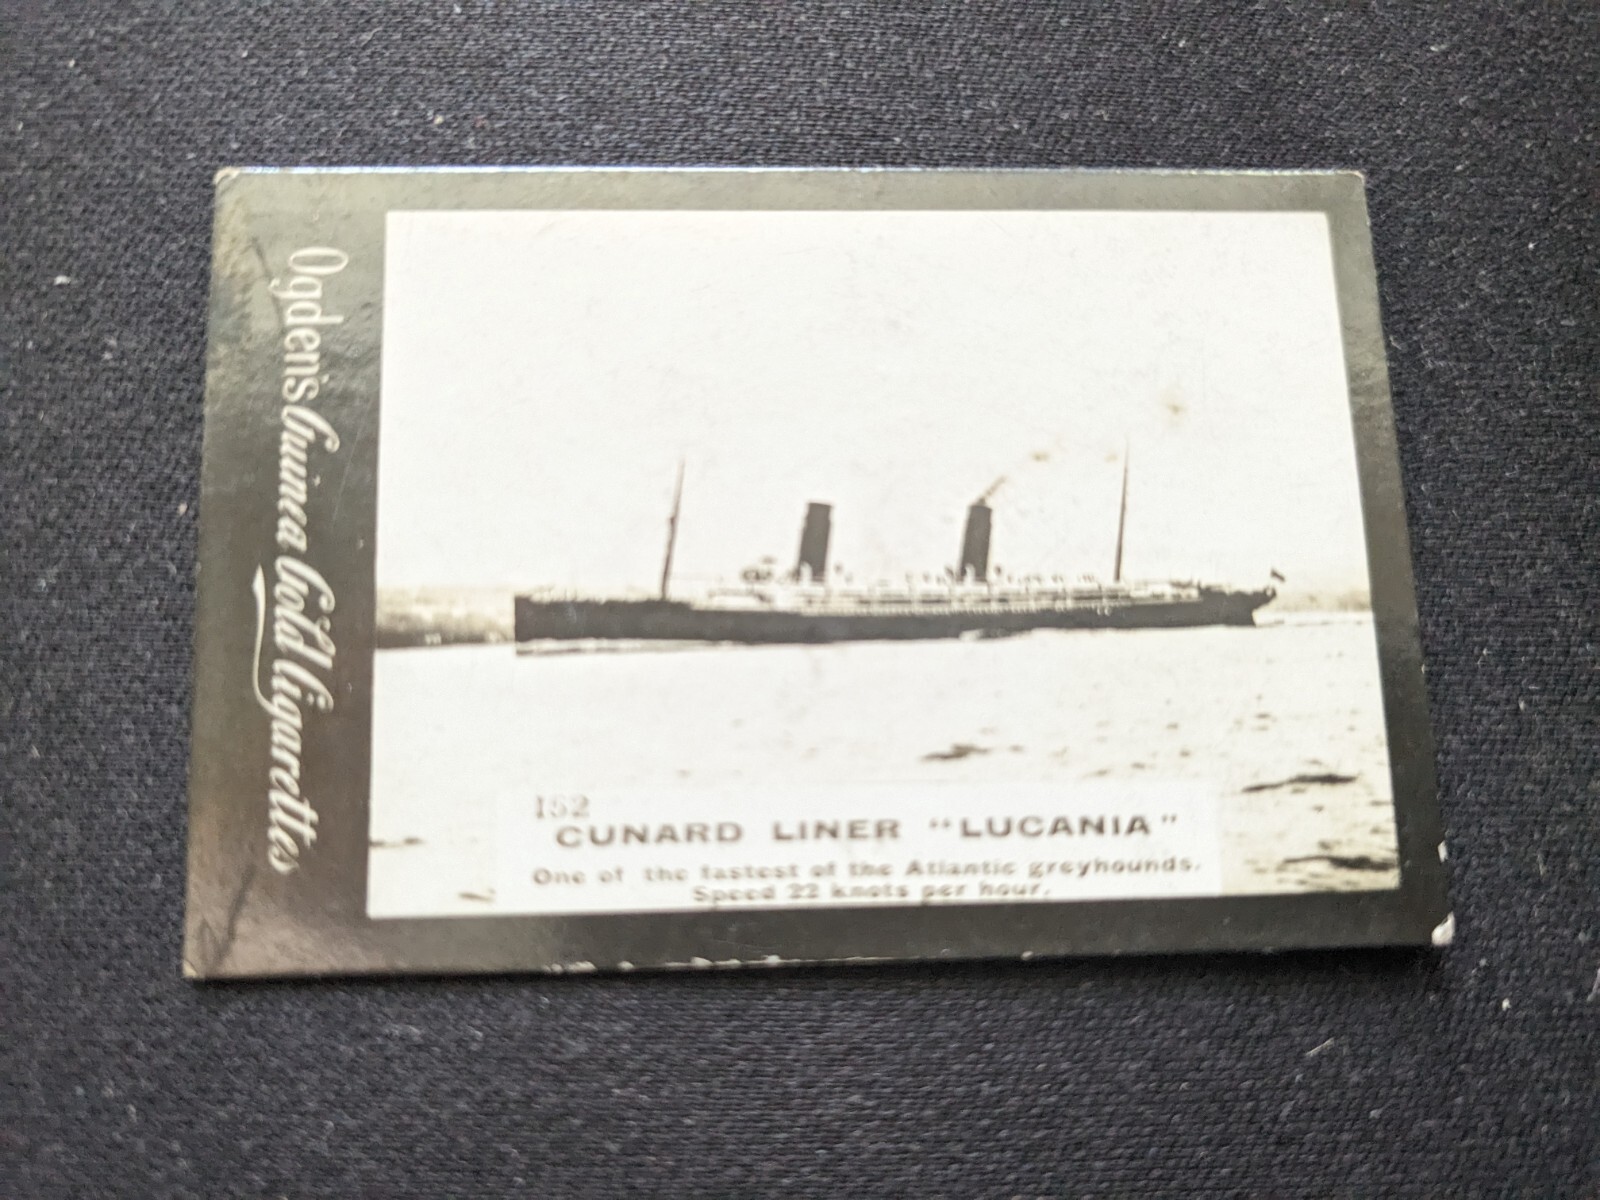 Ogden's Guinea Gold Cigarettes
152
CUNARD LINER "LUCANIA"
One of the fastest of the Atlantic greyhounds.
Speed 22 knots per hour.